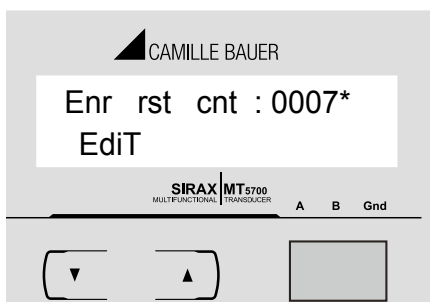 CAMILLE BAUER
Enr rst cnt : 0007*
EdiT
SIRAX MT5700
MULTIFUNCTIONAL TRANSDUCER
A B Gnd